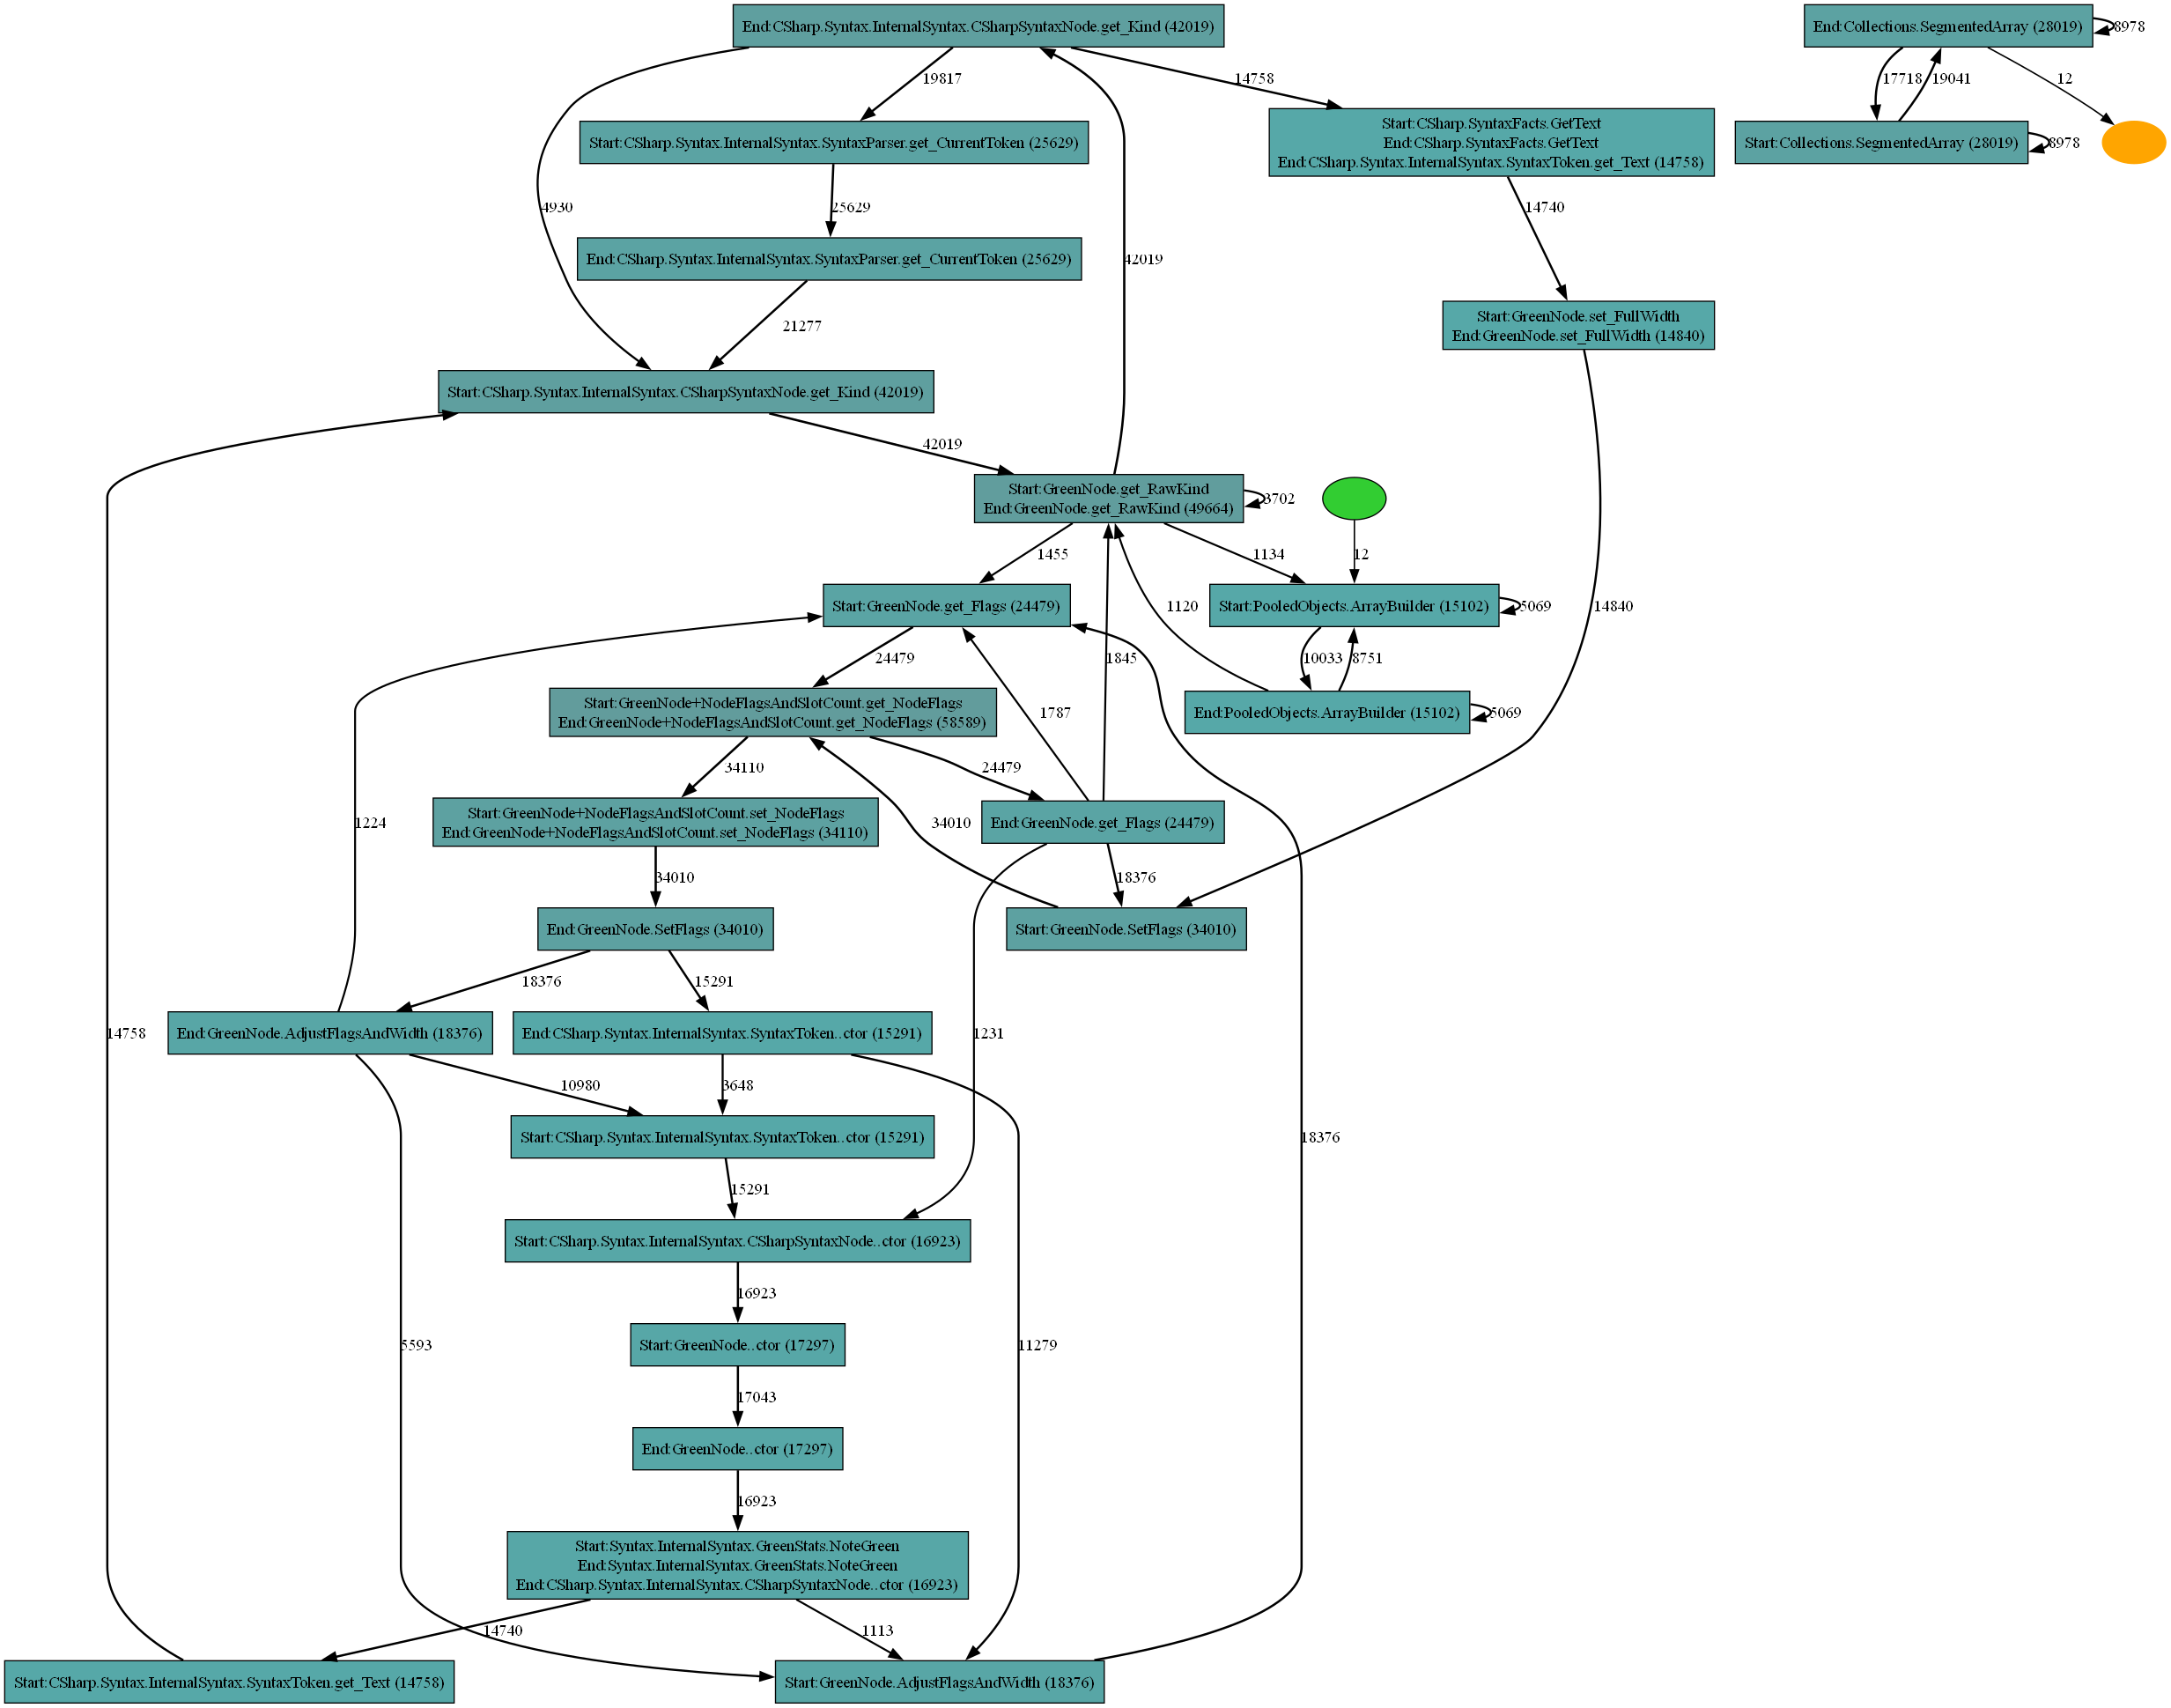 End:CSharp.Syntax.InternalSyntax.CSharpSyntaxNode.get_Kind (42019)
End:Collections.SegmentedArray (28019)
8978
19817
14758
17718
19041
12
Start:CSharp.Syntax.InternalSyntax.SyntaxParser.get_CurrentToken (25629)
Start:CSharp.SyntaxFacts.GetText
End:CSharp.SyntaxFacts.GetText
End:CSharp.Syntax.InternalSyntax.SyntaxToken.get_Text (14758)
Start:Collections.SegmentedArray (28019)
8978
4930
25629
14740
End:CSharp.Syntax.InternalSyntax.SyntaxParser.get_CurrentToken (25629)
42019
21277
Start:GreenNode.set_FullWidth
End:GreenNode.set_FullWidth (14840)
Start:CSharp.Syntax.InternalSyntax.CSharpSyntaxNode.get_Kind (42019)
42019
Start:GreenNode.get_RawKind
End:GreenNode.get_RawKind (49664)
3702
1455
1134
12
Start:GreenNode.get_Flags (24479)
1120
Start:PooledObjects.ArrayBuilder (15102)
5069
14840
24479
1845
10033
8751
Start:GreenNode+NodeFlagsAndSlotCount.get_NodeFlags
End:GreenNode+NodeFlagsAndSlotCount.get_NodeFlags (58589)
1787
End:PooledObjects.ArrayBuilder (15102)
5069
34110
24479
1224
Start:GreenNode+NodeFlagsAndSlotCount.set_NodeFlags
End:GreenNode+NodeFlagsAndSlotCount.set_NodeFlags (34110)
34010
End:GreenNode.get_Flags (24479)
34010
18376
End:GreenNode.SetFlags (34010)
Start:GreenNode.SetFlags (34010)
18376
15291
14758
End:GreenNode.AdjustFlagsAndWidth (18376)
End:CSharp.Syntax.InternalSyntax.SyntaxToken..ctor (15291)
1231
10980
3648
Start:CSharp.Syntax.InternalSyntax.SyntaxToken..ctor (15291)
18376
15291
Start:CSharp.Syntax.InternalSyntax.CSharpSyntaxNode..ctor (16923)
16923
5593
Start:GreenNode..ctor (17297)
11279
17043
End:GreenNode..ctor (17297)
16923
Start:Syntax.InternalSyntax.GreenStats.NoteGreen
End:Syntax.InternalSyntax.GreenStats.NoteGreen
End:CSharp.Syntax.InternalSyntax.CSharpSyntaxNode..ctor (16923)
14740
1113
Start:CSharp.Syntax.InternalSyntax.SyntaxToken.get_Text (14758)
Start:GreenNode.AdjustFlagsAndWidth (18376)